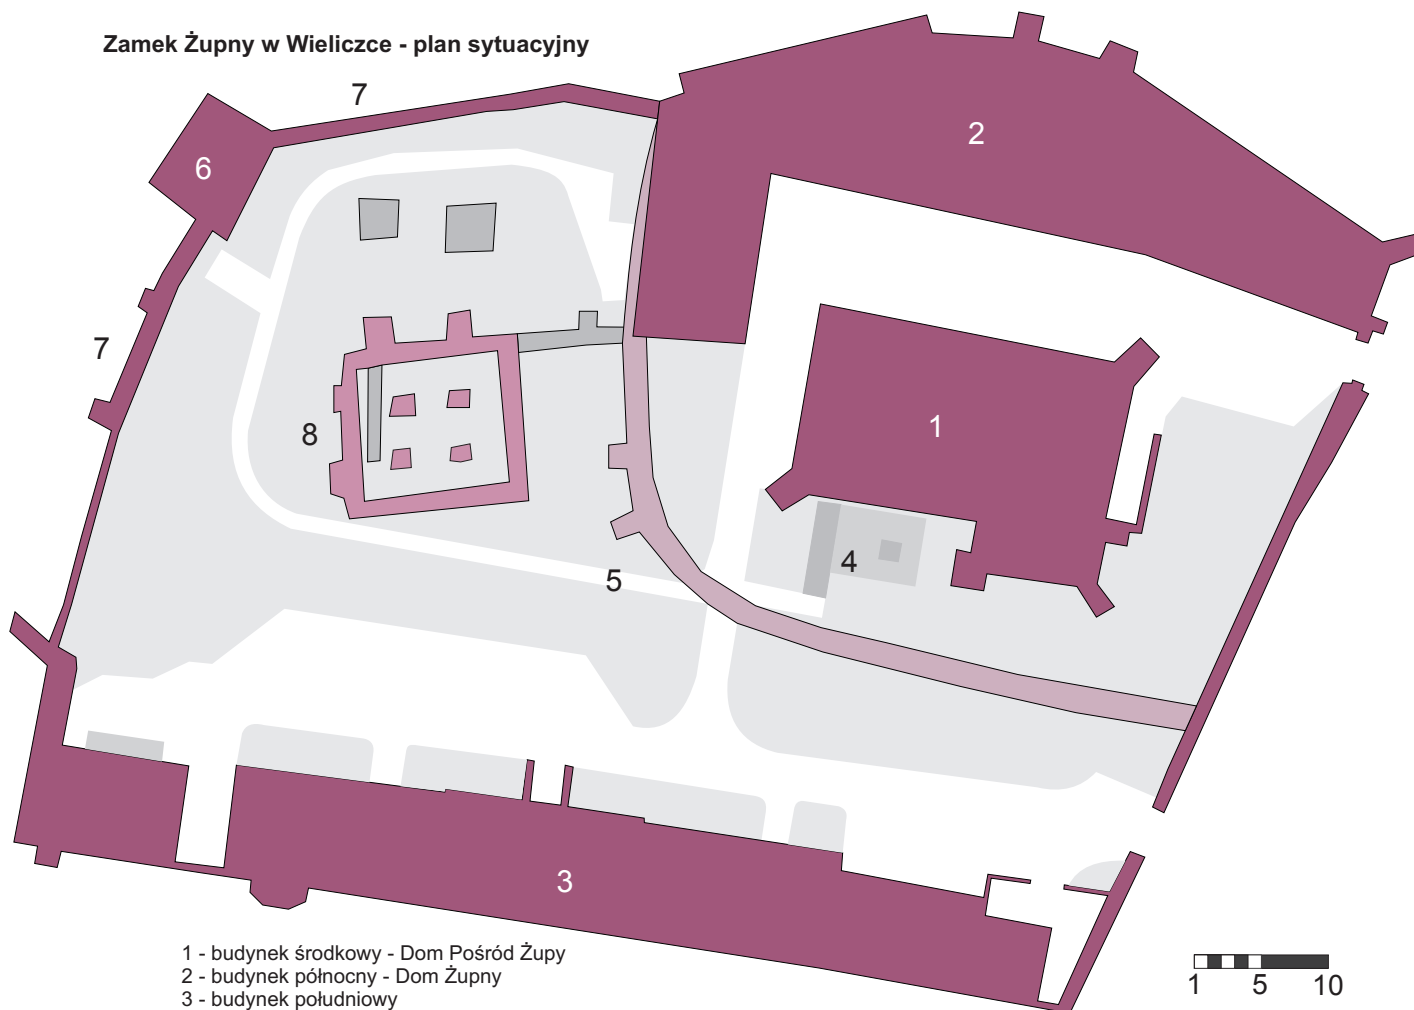 Zamek Żupny w Wieliczce - plan sytuacyjny
7
2
6
7
1
8
4
5
3
1 - budynek środkowy - Dom Pośród Żupy
2 - budynek północny - Dom Żupny
3 - budynek południowy
1 5 10